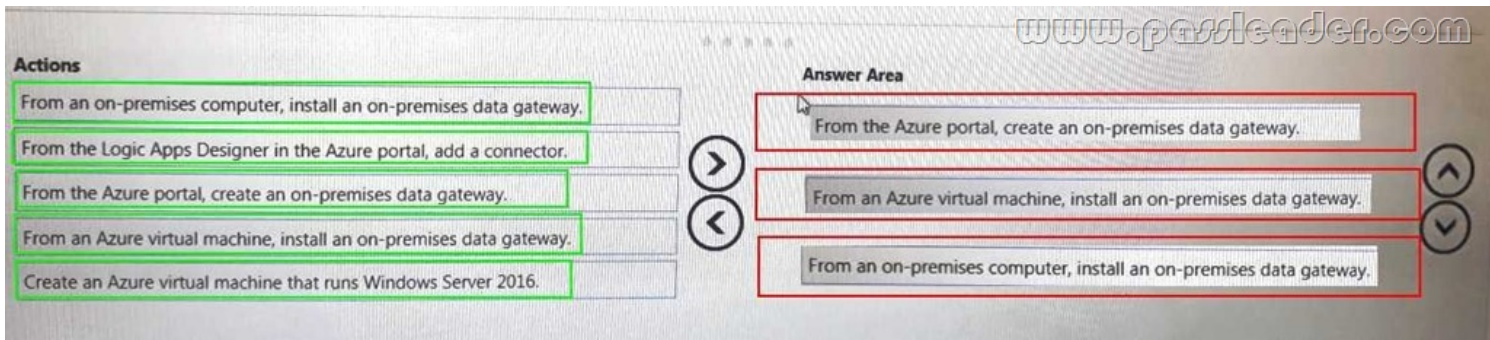 www.passleader.com
Actions
From an on-premises computer, install an on-premises data gateway.
From the Logic Apps Designer in the Azure portal, add a connector.
From the Azure portal, create an on-premises data gateway.
From an Azure virtual machine, install an on-premises data gateway.
Create an Azure virtual machine that runs Windows Server 2016.
Answer Area
From the Azure portal, create an on-premises data gateway.
From an Azure virtual machine, install an on-premises data gateway.
From an on-premises computer, install an on-premises data gateway.